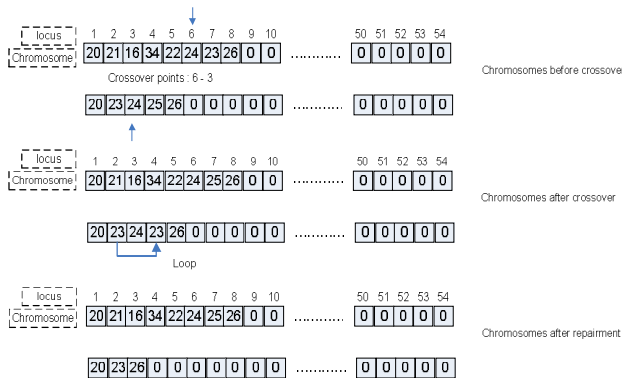 locus 1 2 3 4 5 6 7 8 9 10 50 51 52 53 54
Chromosome 20 21 16 34 22 24 23 26 0 0 ............ 0 0 0 0 0
Chromosomes before crossove
Crossover points : 6 - 3
20 23 24 25 26 0 0 0 0 0 ............ 0 0 0 0 0
locus 1 2 3 4 5 6 7 8 9 10 50 51 52 53 54
Chromosome 20 21 16 34 22 24 25 26 0 0 ............ 0 0 0 0 0
Chromosomes after crossover
20 23 24 23 26 0 0 0 0 0 ............ 0 0 0 0 0
Loop
locus 1 2 3 4 5 6 7 8 9 10 50 51 52 53 54
Chromosome 20 21 16 34 22 24 25 26 0 0 ............ 0 0 0 0 0
Chromosomes after repairment
20 23 26 0 0 0 0 0 0 0 ............ 0 0 0 0 0